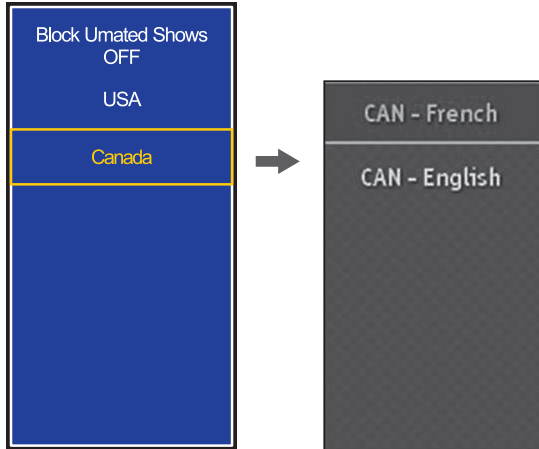 Block Umated Shows
OFF
USA
Canada
CAN - French
CAN - English